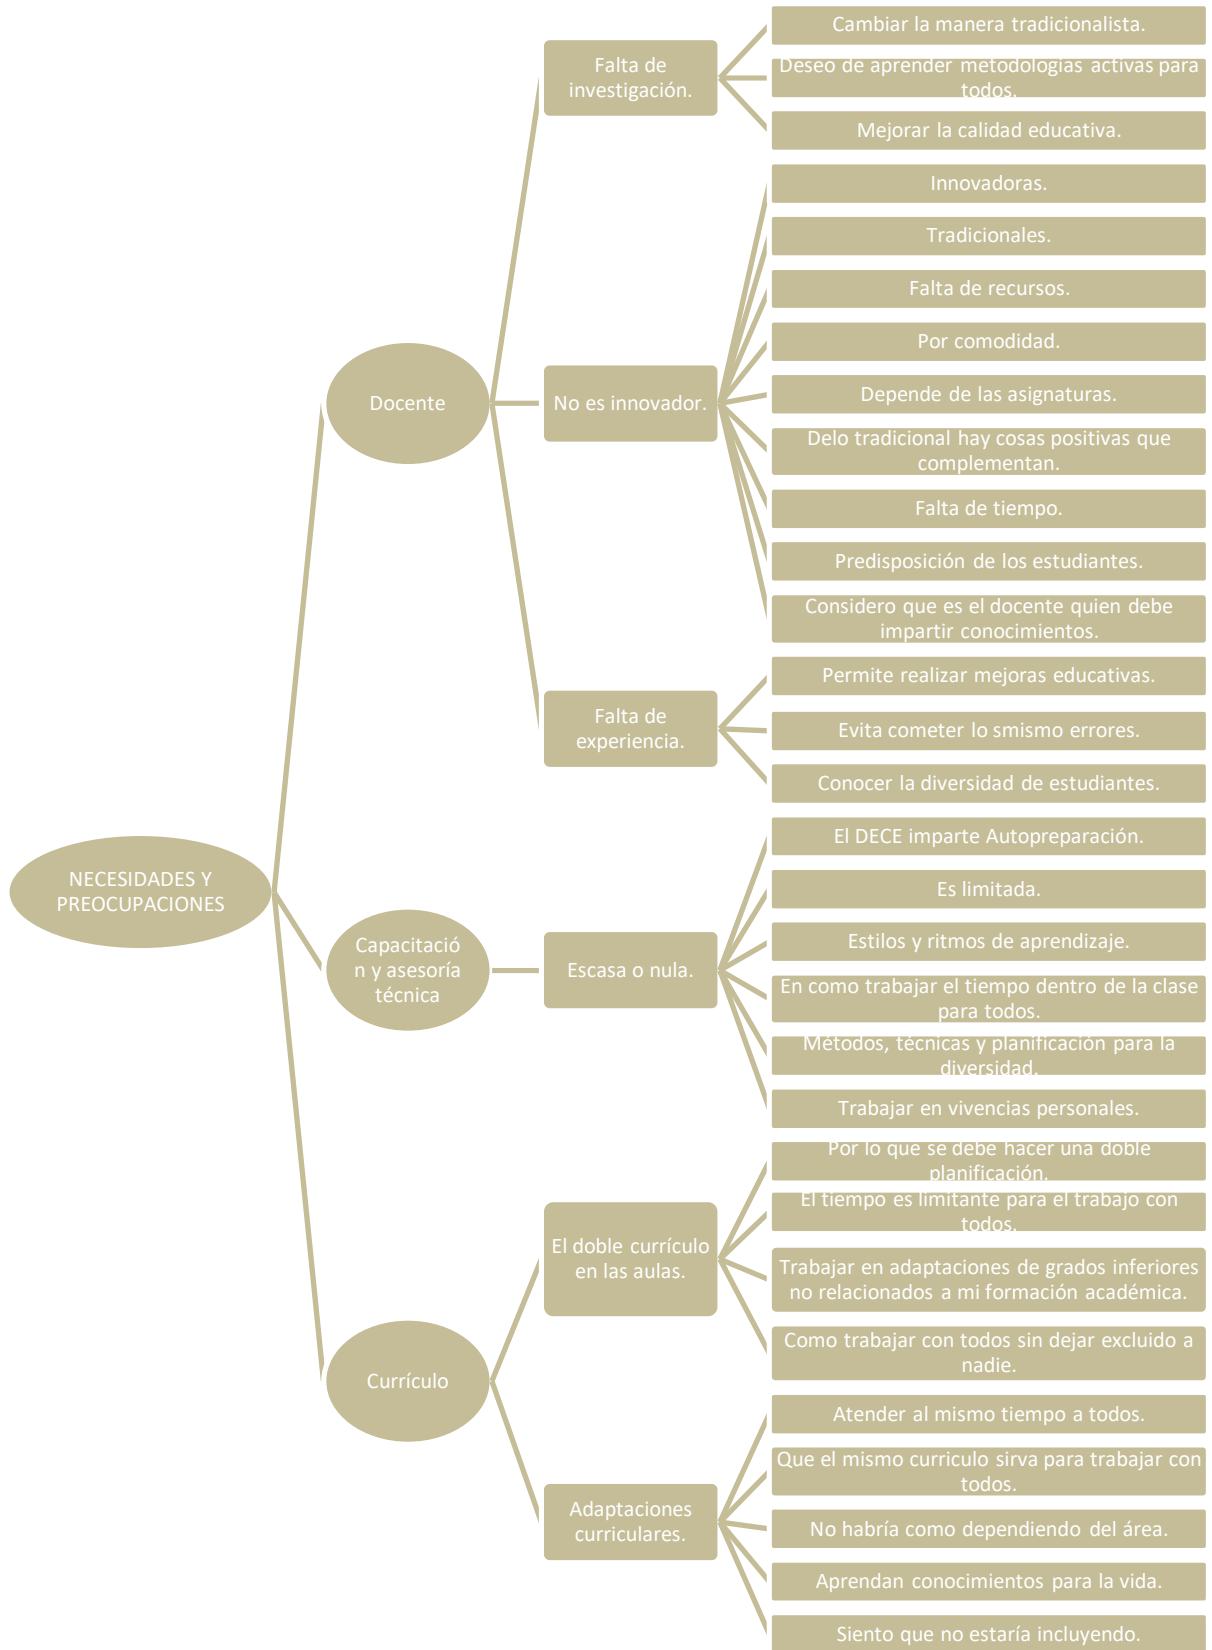 Cambiar la manera tradicionalista.
Falta de
investigación.
Deseo de aprender metodologías activas para
todos.
Mejorar la calidad educativa.
Innovadoras.
Tradicionales.
Falta de recursos.
Por comodidad.
Docente
No es innovador.
Depende de las asignaturas.
Delo tradicional hay cosas positivas que
complementan.
Falta de tiempo.
Predisposición de los estudiantes.
Considero que es el docente quien debe
impartir conocimientos.
Permite realizar mejoras educativas.
Falta de
experiencia.
Evita cometer lo smismo errores.
Conocer la diversidad de estudiantes.
NECESIDADES Y
PREOCUPACIONES
El DECE imparte Autopreparación.
Es limitada.
Capacitació
n y asesoría
técnica
Escasa o nula.
Estilos y ritmos de aprendizaje.
En como trabajar el tiempo dentro de la clase
para todos.
Métodos, técnicas y planificación para la
diversidad.
Trabajar en vivencias personales.
Por lo que se debe hacer una doble
planificación.
El tiempo es limitante para el trabajo con
todos.
El doble currículo
en las aulas.
Trabajar en adaptaciones de grados inferiores
no relacionados a mi formación académica.
Como trabajar con todos sin dejar excluido a
nadie.
Currículo
Atender al mismo tiempo a todos.
Que el mismo curriculo sirva para trabajar con
todos.
Adaptaciones
curriculares.
No habría como dependiendo del área.
Aprendan conocimientos para la vida.
Siento que no estaría incluyendo.